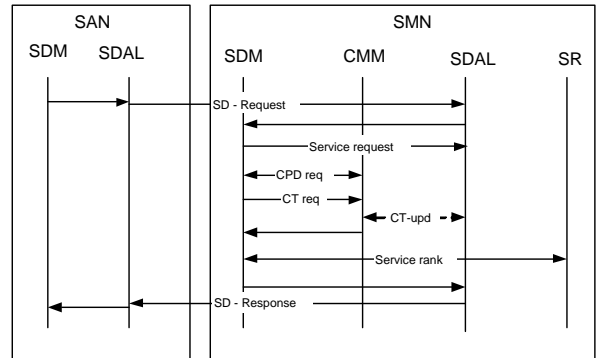 SAN
SMN
SDM SDAL
SDM CMM SDAL SR
SD - Request
Service request
CPD req
CT req
CT-upd
Service rank
SD - Response